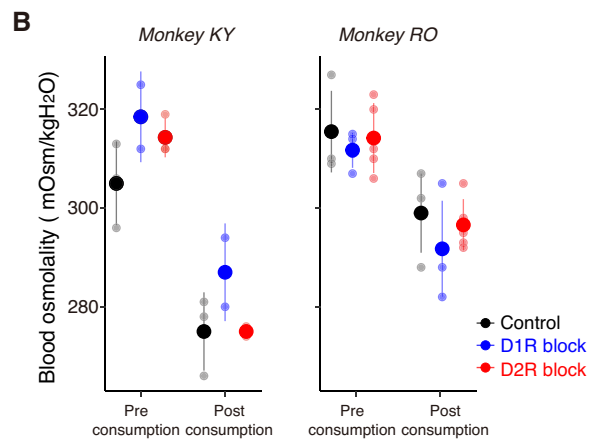 B
Monkey KY
Monkey RO
Blood osmolality ( mOsm/kgH2O)
320
300
280
Control
D1R block
D2R block
Pre
consumption
Post
consumption
Pre
consumption
Post
consumption